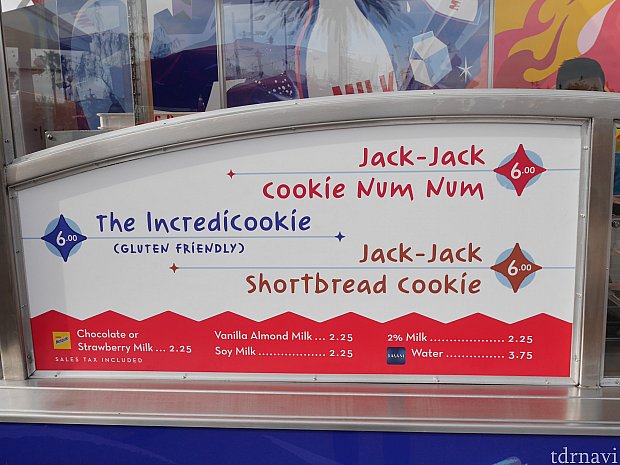 MILK
Jack-Jack
Cookie Num Num
6.00
The Incredicookie
(GLUTEN FRIENDLY)
6.00
Jack-Jack
Shortbread Cookie
6.00
Chocolate or
Strawberry Milk ... 2.25
SALES TAX INCLUDED
Vanilla Almond Milk ... 2.25
Soy Milk ...................... 2.25
2% Milk ...................... 2.25
DASANI Water .................. 3.75
tdrnavi